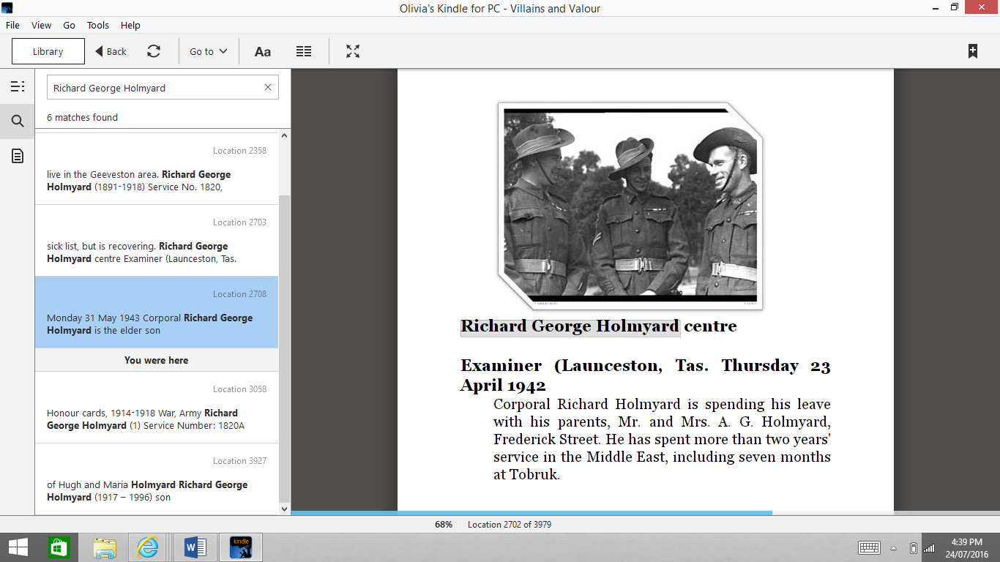 Olivia's Kindle for PC - Villains and Valour
File View Go Tools Help
Library Back Go to Aa
Richard George Holmyard
6 matches found
Location 2358
live in the Geeveston area. Richard George
Holmyard (1891-1918) Service No. 1820,
Location 2703
sick list, but is recovering. Richard George
Holmyard centre Examiner (Launceston, Tas.
Location 2708
Monday 31 May 1943 Corporal Richard George
Holmyard is the elder son
You were here
Location 3058
Honour cards, 1914-1918 War, Army Richard
George Holmyard (1) Service Number: 1820A
Location 3927
of Hugh and Maria Holmyard Richard George
Holmyard (1917 – 1996) son
Richard George Holmyard centre
Examiner (Launceston, Tas. Thursday 23
April 1942
Corporal Richard Holmyard is spending his leave
with his parents, Mr. and Mrs. A. G. Holmyard,
Frederick Street. He has spent more than two years'
service in the Middle East, including seven months
at Tobruk.
68% Location 2702 of 3979
kindle
4:39 PM
24/07/2016